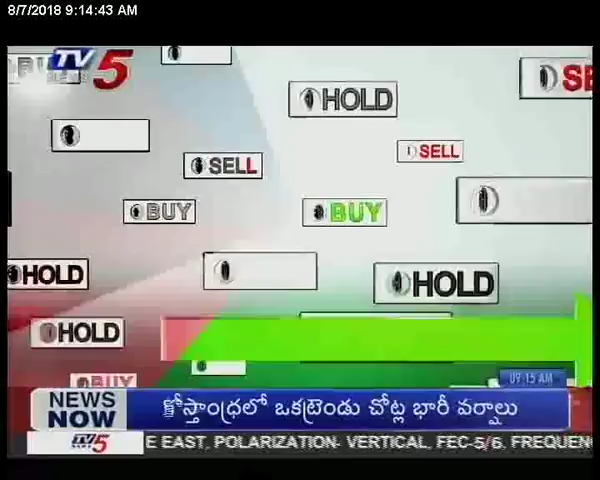 8/7/2018 9:14:43 AM
TV5
NEWS
HOLD
SELL
SELL
SELL
BUY
BUY
HOLD
HOLD
HOLD
BUY
09:15 AM
NEWS NOW
కోస్తాంధ్రలో ఒకట్రెండు చోట్ల భారీ వర్షాలు
TV5
E EAST, POLARIZATION- VERTICAL, FEC-5/6, FREQUEN